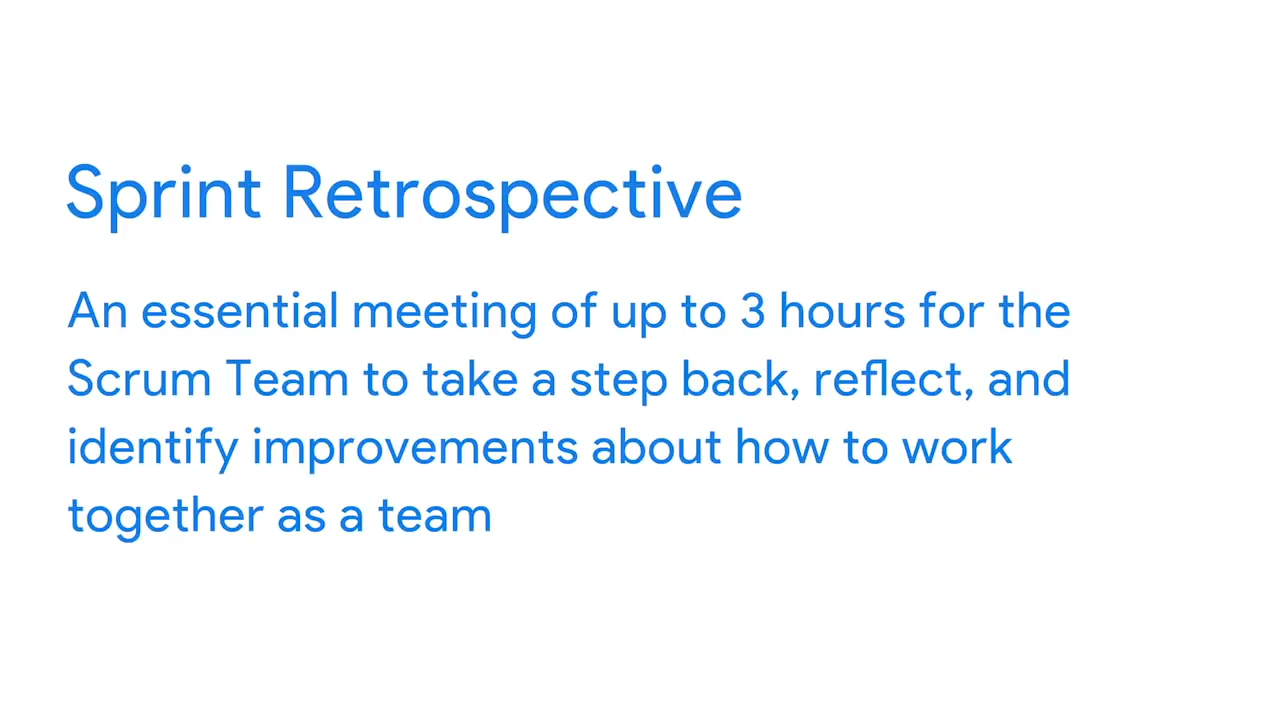 Sprint Retrospective
An essential meeting of up to 3 hours for the
Scrum Team to take a step back, reflect, and
identify improvements about how to work
together as a team